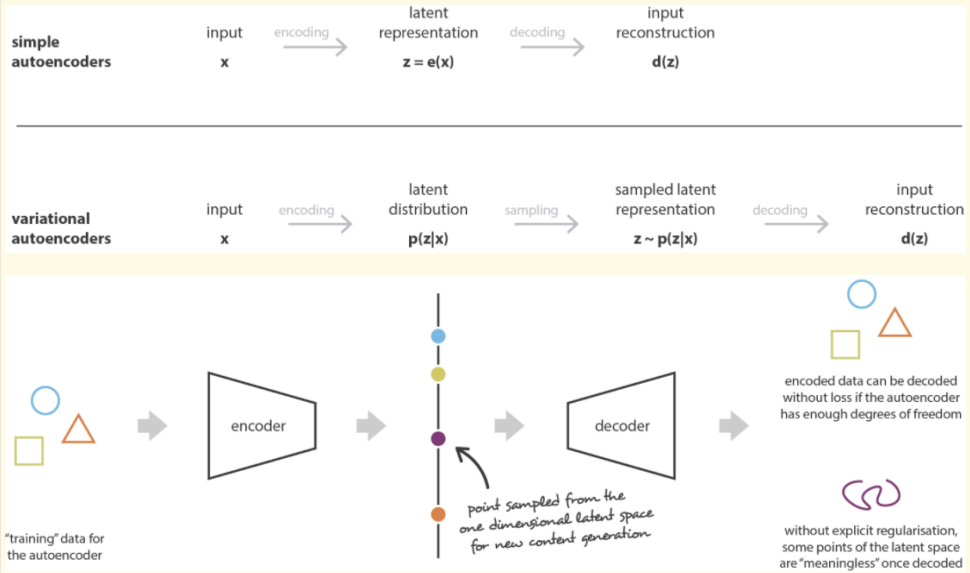 simple
autoencoders
input
x
encoding
latent
representation
z = e(x)
decoding
input
reconstruction
d(z)
variational
autoencoders
input
x
encoding
latent
distribution
p(z|x)
sampling
sampled latent
representation
z ~ p(z|x)
decoding
input
reconstruction
d(z)
"training" data for
the autoencoder
encoder
point sampled from the
one dimensional latent space
for new content generation
decoder
encoded data can be decoded
without loss if the autoencoder
has enough degrees of freedom
without explicit regularisation,
some points of the latent space
are "meaningless" once decoded